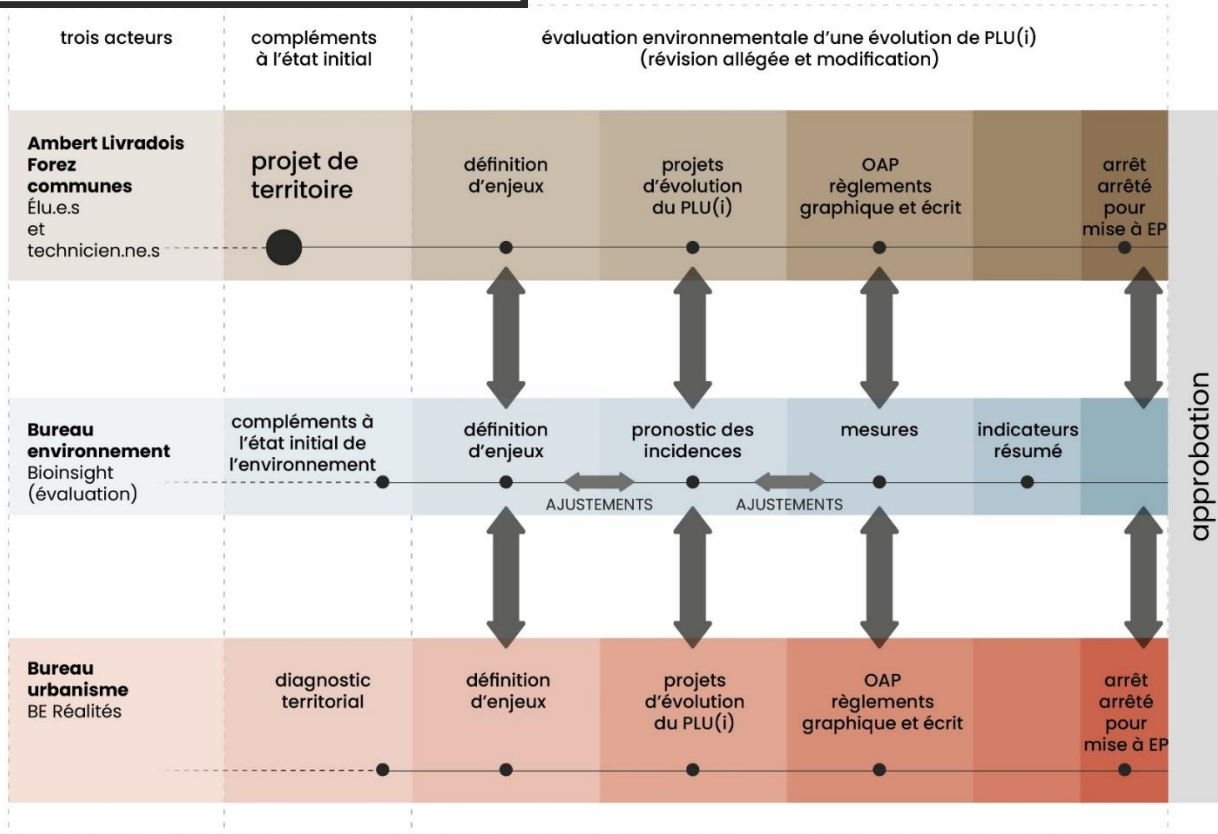 trois acteurs
compléments
à l'état initial
évaluation environnementale d'une évolution de PLU(i)
(révision allégée et modification)
Ambert Livradois
Forez
communes
Élu.e.s
et
technicien.ne.s
projet de
territoire
définition
d'enjeux
projets
d'évolution
du PLU(i)
OAP
règlements
graphique et écrit
arrêt
arrêté
pour
mise à EP
Bureau
environnement
Bioinsight
(évaluation)
compléments à
l'état initial de
l'environnement
définition
d'enjeux
pronostic des
incidences
mesures
indicateurs
résumé
AJUSTEMENTS
AJUSTEMENTS
Bureau
urbanisme
BE Réalités
diagnostic
territorial
définition
d'enjeux
projets
d'évolution
du PLU(i)
OAP
règlements
graphique et écrit
arrêt
arrêté
pour
mise à EP
approbation